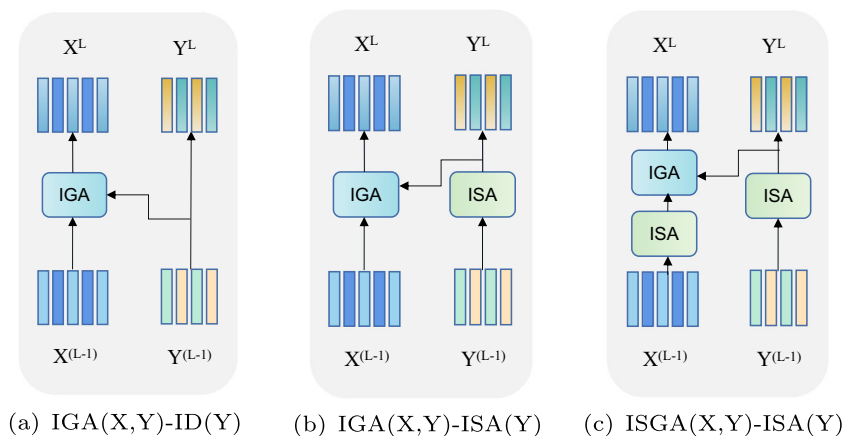 X^L Y^L X^L Y^L X^L Y^L
IGA
IGA ISA
IGA ISA
ISA
X^(L-1) Y^(L-1) X^(L-1) Y^(L-1) X^(L-1) Y^(L-1)
(a) IGA(X,Y)-ID(Y) (b) IGA(X,Y)-ISA(Y) (c) ISGA(X,Y)-ISA(Y)